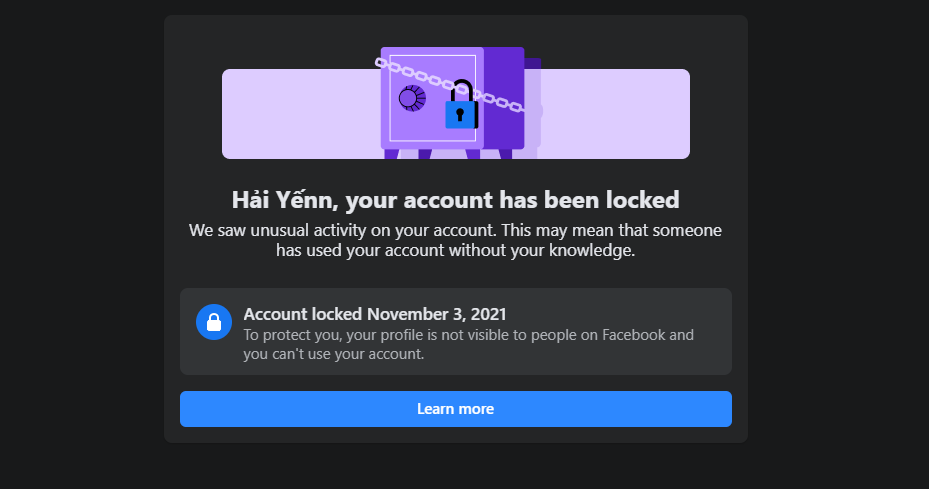 Hải Yếnn, your account has been locked
We saw unusual activity on your account. This may mean that someone
has used your account without your knowledge.
Account locked November 3, 2021
To protect you, your profile is not visible to people on Facebook and
you can't use your account.
Learn more